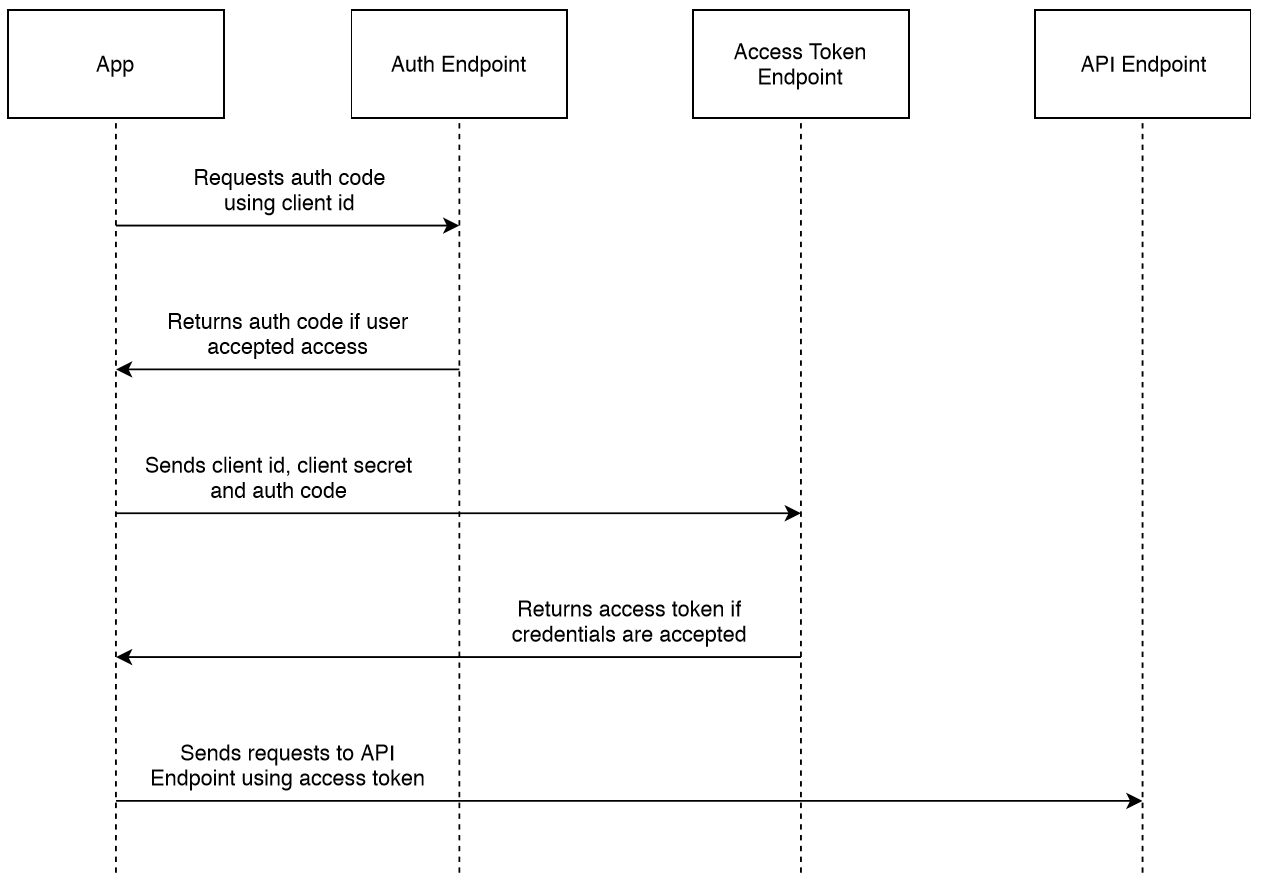 App
Auth Endpoint
Access Token
Endpoint
API Endpoint
Requests auth code
using client id
Returns auth code if user
accepted access
Sends client id, client secret
and auth code
Returns access token if
credentials are accepted
Sends requests to API
Endpoint using access token